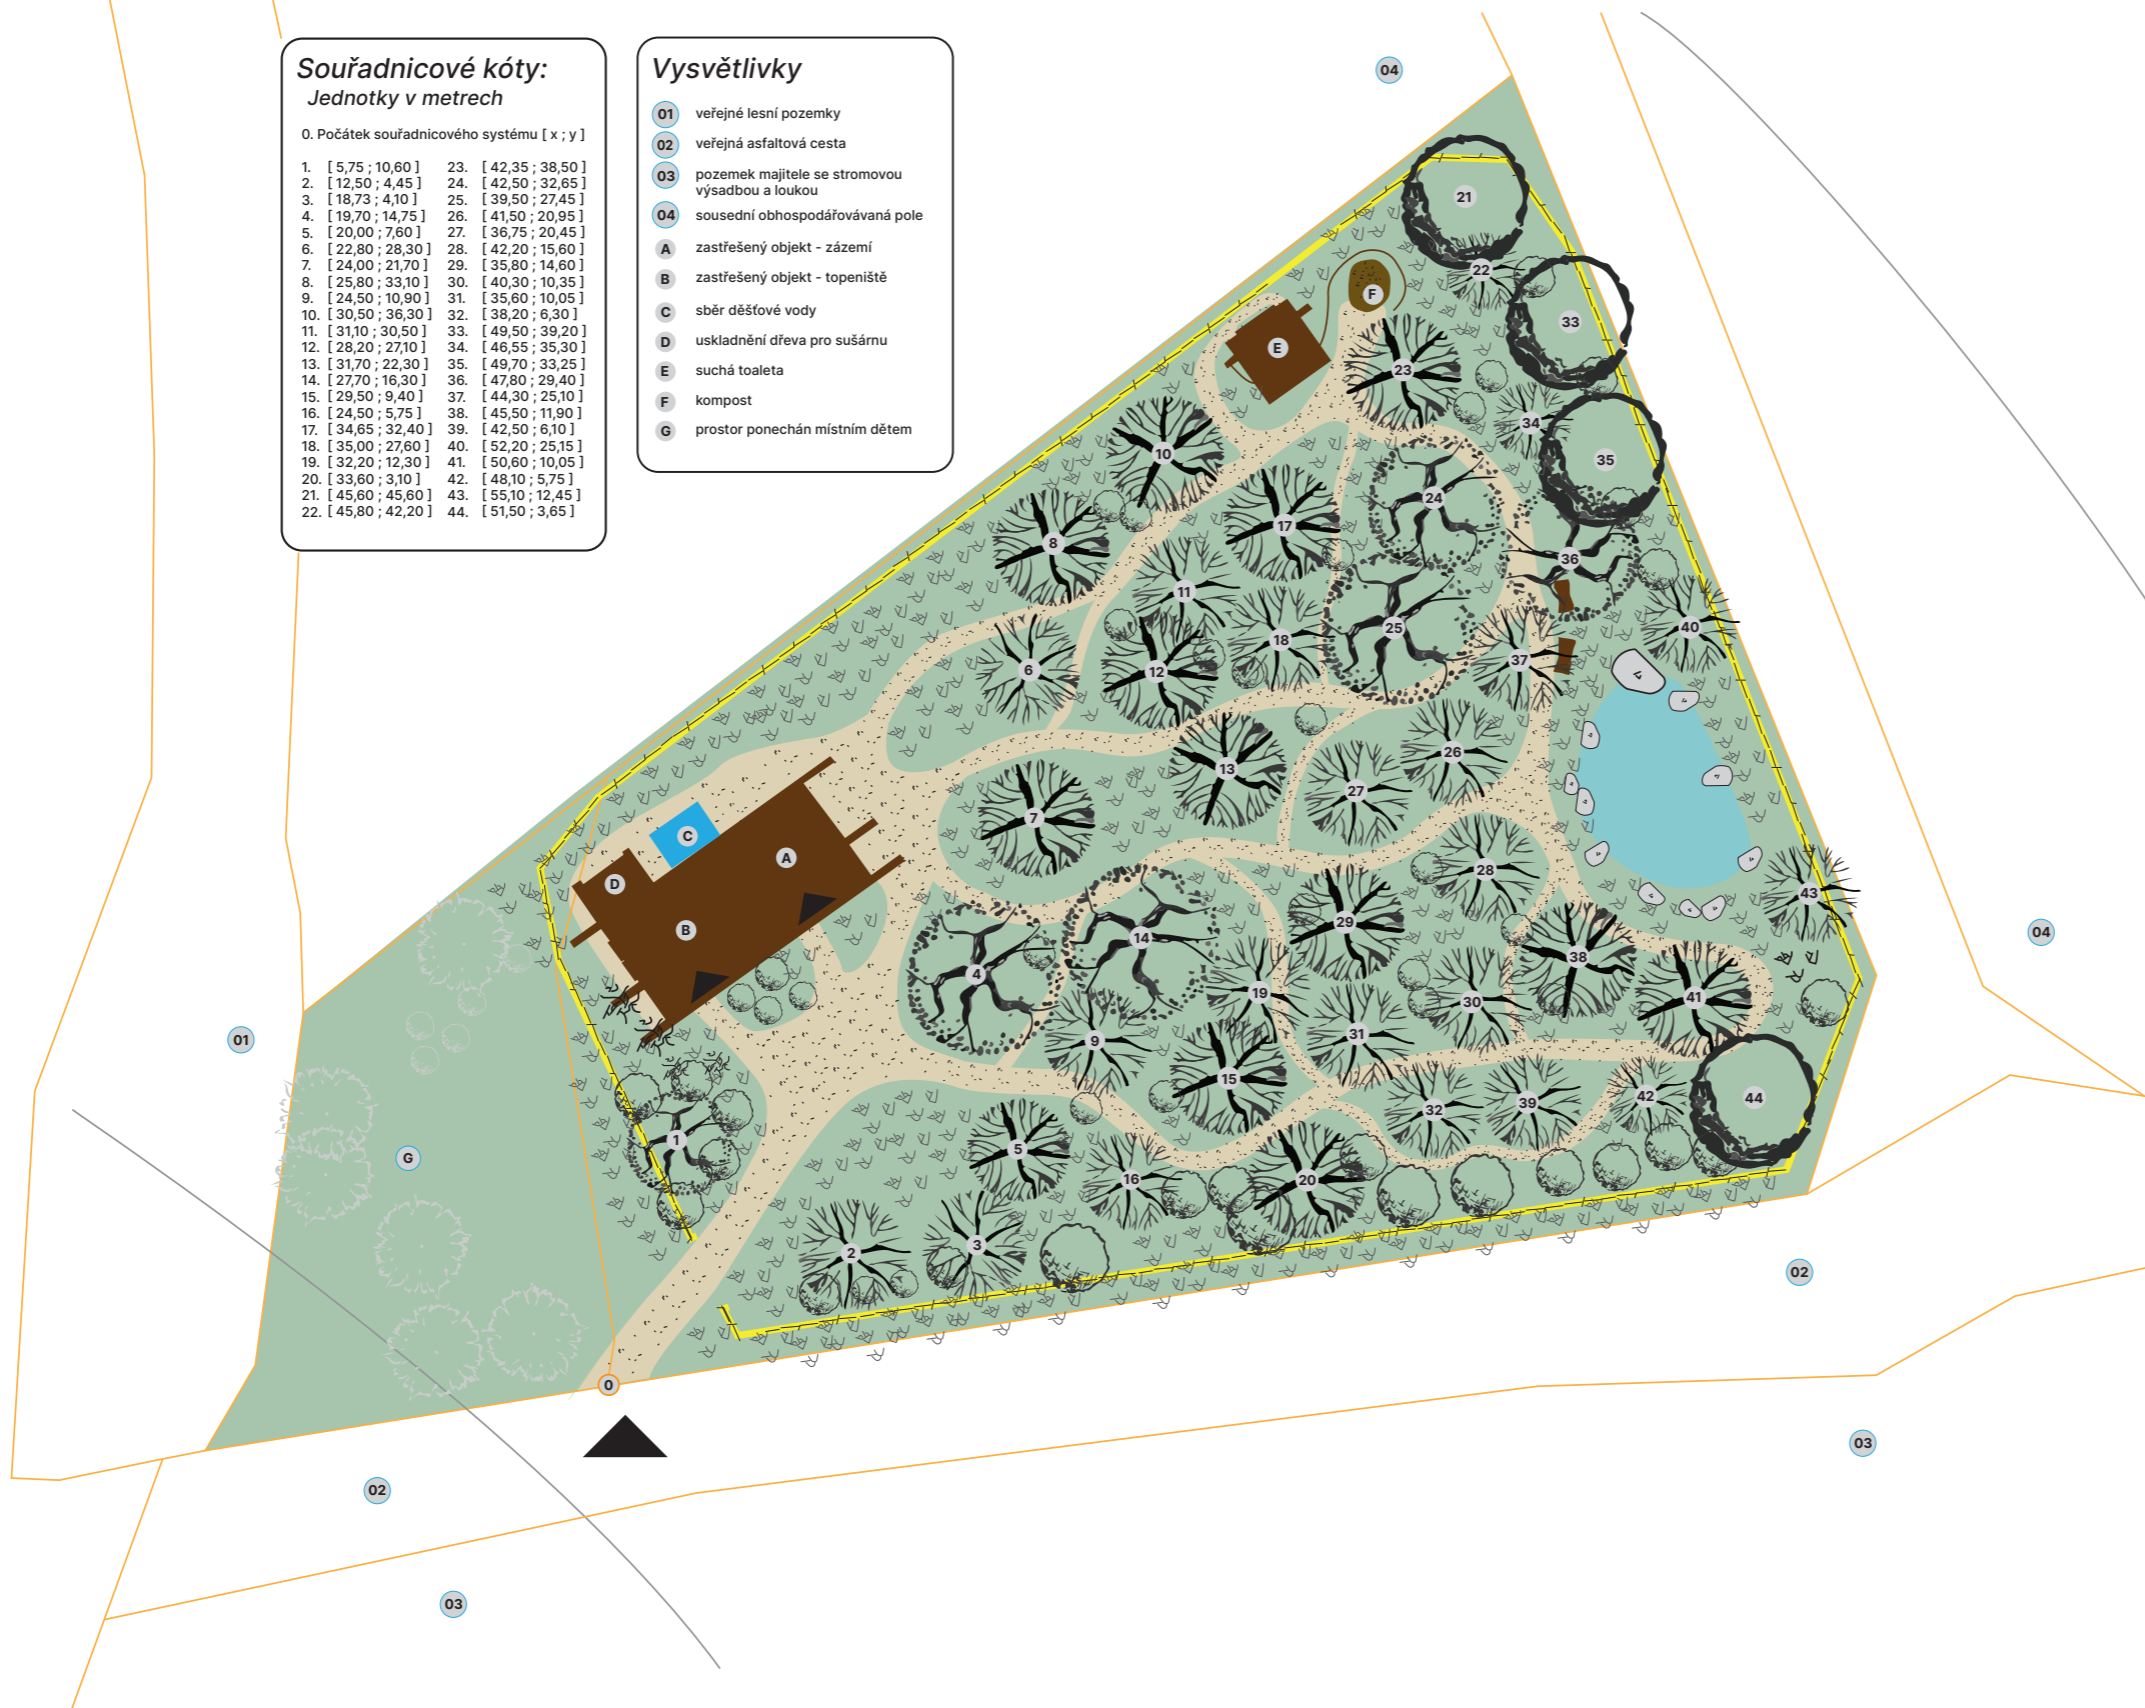 Souřadnicové kóty:
Jednotky v metrech
0. Počátek souřadnicového systému [ x ; y ]
1. [ 5,75 ; 10,60 ]
2. [ 12,50 ; 4,45 ]
3. [ 18,73 ; 4,10 ]
4. [ 19,70 ; 14,75 ]
5. [ 20,00 ; 7,60 ]
6. [ 22,80 ; 28,30 ]
7. [ 24,00 ; 21,70 ]
8. [ 25,80 ; 33,10 ]
9. [ 24,50 ; 10,90 ]
10. [ 30,50 ; 36,30 ]
11. [ 31,10 ; 30,50 ]
12. [ 28,20 ; 27,10 ]
13. [ 31,70 ; 22,30 ]
14. [ 27,70 ; 16,30 ]
15. [ 29,50 ; 9,40 ]
16. [ 24,50 ; 5,75 ]
17. [ 34,65 ; 32,40 ]
18. [ 35,00 ; 27,60 ]
19. [ 32,20 ; 12,30 ]
20. [ 33,60 ; 3,10 ]
21. [ 45,60 ; 45,60 ]
22. [ 45,80 ; 42,20 ]
23. [ 42,35 ; 38,50 ]
24. [ 42,50 ; 32,65 ]
25. [ 39,50 ; 27,45 ]
26. [ 41,50 ; 20,95 ]
27. [ 36,75 ; 20,45 ]
28. [ 42,20 ; 15,60 ]
29. [ 35,80 ; 14,60 ]
30. [ 40,30 ; 10,35 ]
31. [ 35,60 ; 10,05 ]
32. [ 38,20 ; 6,30 ]
33. [ 49,50 ; 39,20 ]
34. [ 46,55 ; 35,30 ]
35. [ 49,70 ; 33,25 ]
36. [ 47,80 ; 29,40 ]
37. [ 44,30 ; 25,10 ]
38. [ 45,50 ; 11,90 ]
39. [ 42,50 ; 6,10 ]
40. [ 52,20 ; 25,15 ]
41. [ 50,60 ; 10,05 ]
42. [ 48,10 ; 5,75 ]
43. [ 55,10 ; 12,45 ]
44. [ 51,50 ; 3,65 ]
Vysvětlivky
01 veřejné lesní pozemky
02 veřejná asfaltová cesta
03 pozemek majitele se stromovou
výsadbou a loukou
04 sousední obhospodářovávaná pole
A zastřešený objekt - zázemí
B zastřešený objekt - topeniště
C sběr děšťové vody
D uskladnění dřeva pro sušárnu
E suchá toaleta
F kompost
G prostor ponechán místním dětem
04
21
22
F
33
E
23
34
10
35
24
17
8
36
11
40
25
18
37
6
12
26
13
27
7
C
A
28
D
43
29
B
14
38
4
19
41
30
04
31
9
01
15
42
44
39
32
1
5
G
16
20
3
2
02
0
03
02
03